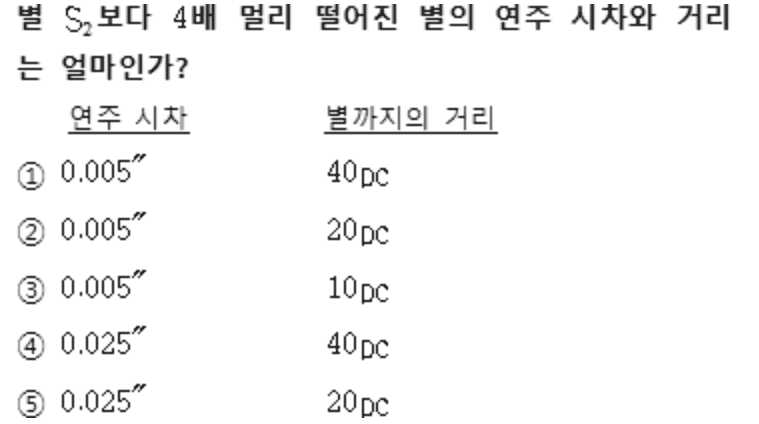 별 S₂보다 4배 멀리 떨어진 별의 연주 시차와 거리
는 얼마인가?
연주 시차 별까지의 거리
① 0.005″ 40pc
② 0.005″ 20pc
③ 0.005″ 10pc
④ 0.025″ 40pc
⑤ 0.025″ 20pc